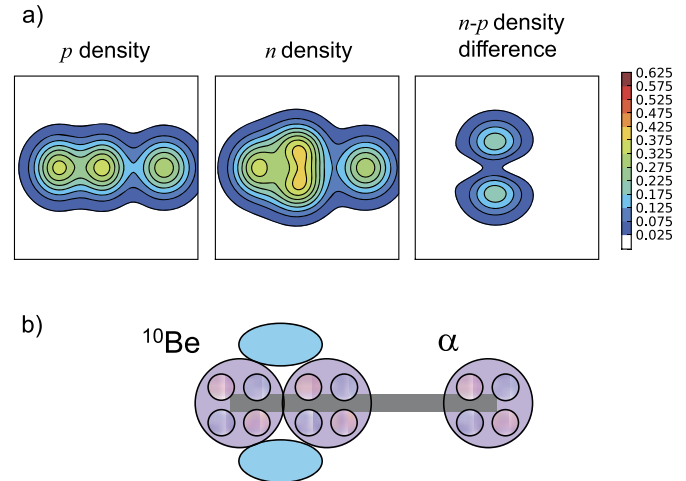 a)
p density
n density
n-p density
difference
0.625
0.575
0.525
0.475
0.425
0.375
0.325
0.275
0.225
0.175
0.125
0.075
0.025
b)
¹⁰Be
α